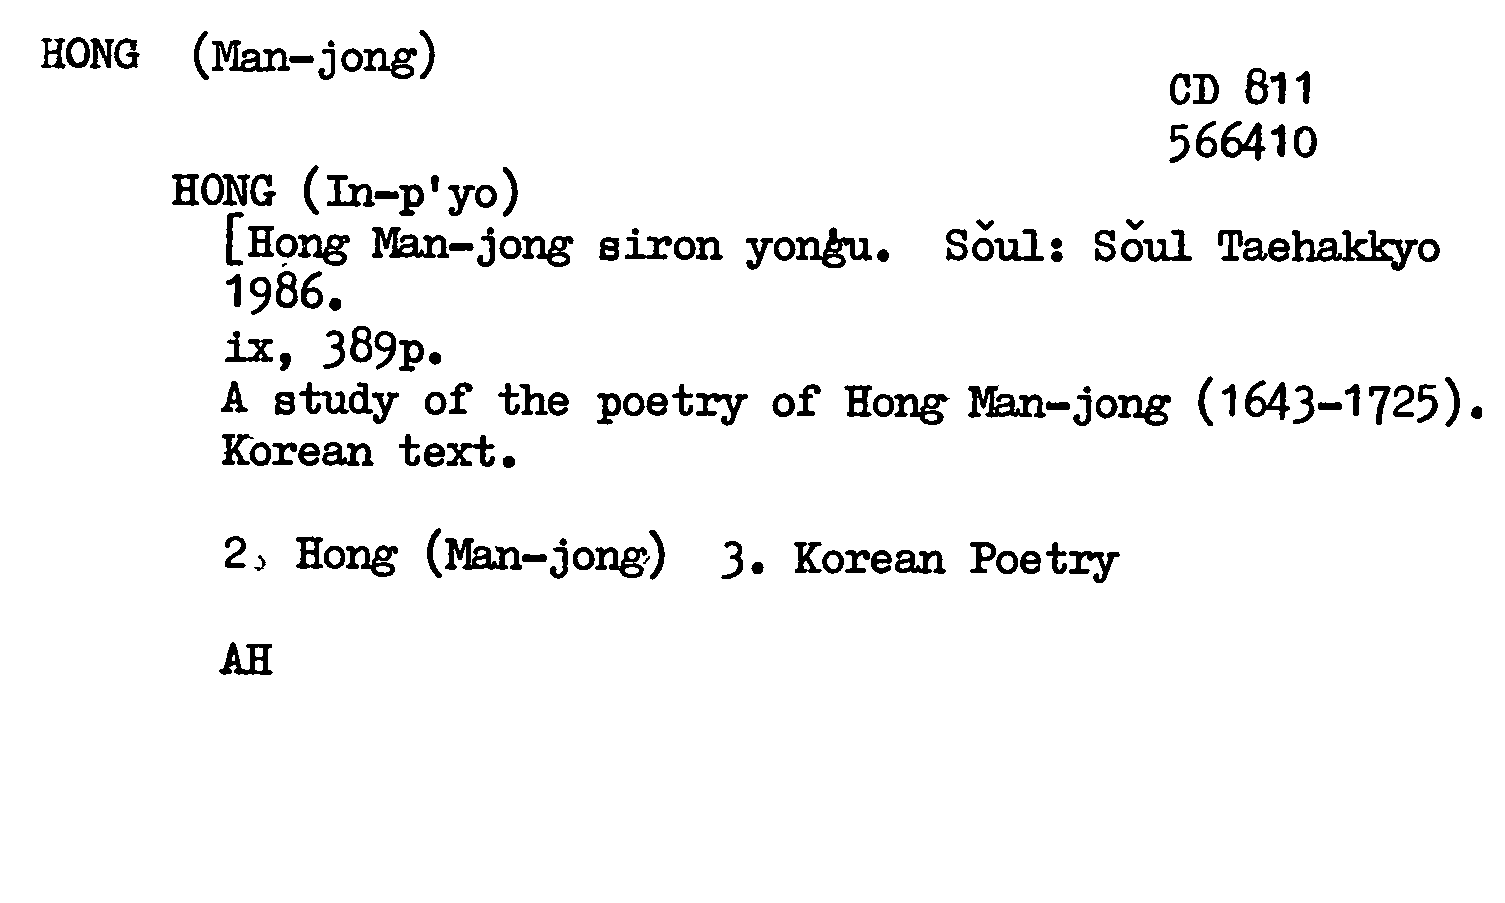 HONG (Man-jong)
CD 811
566410
HONG (In-p'yo)
[Hong Man-jong siron yongu. Sŏul: Sŏul Taehakkyo
1986.
ix, 389p.
A study of the poetry of Hong Man-jong (1643-1725).
Korean text.
2. Hong (Man-jong) 3. Korean Poetry
AH